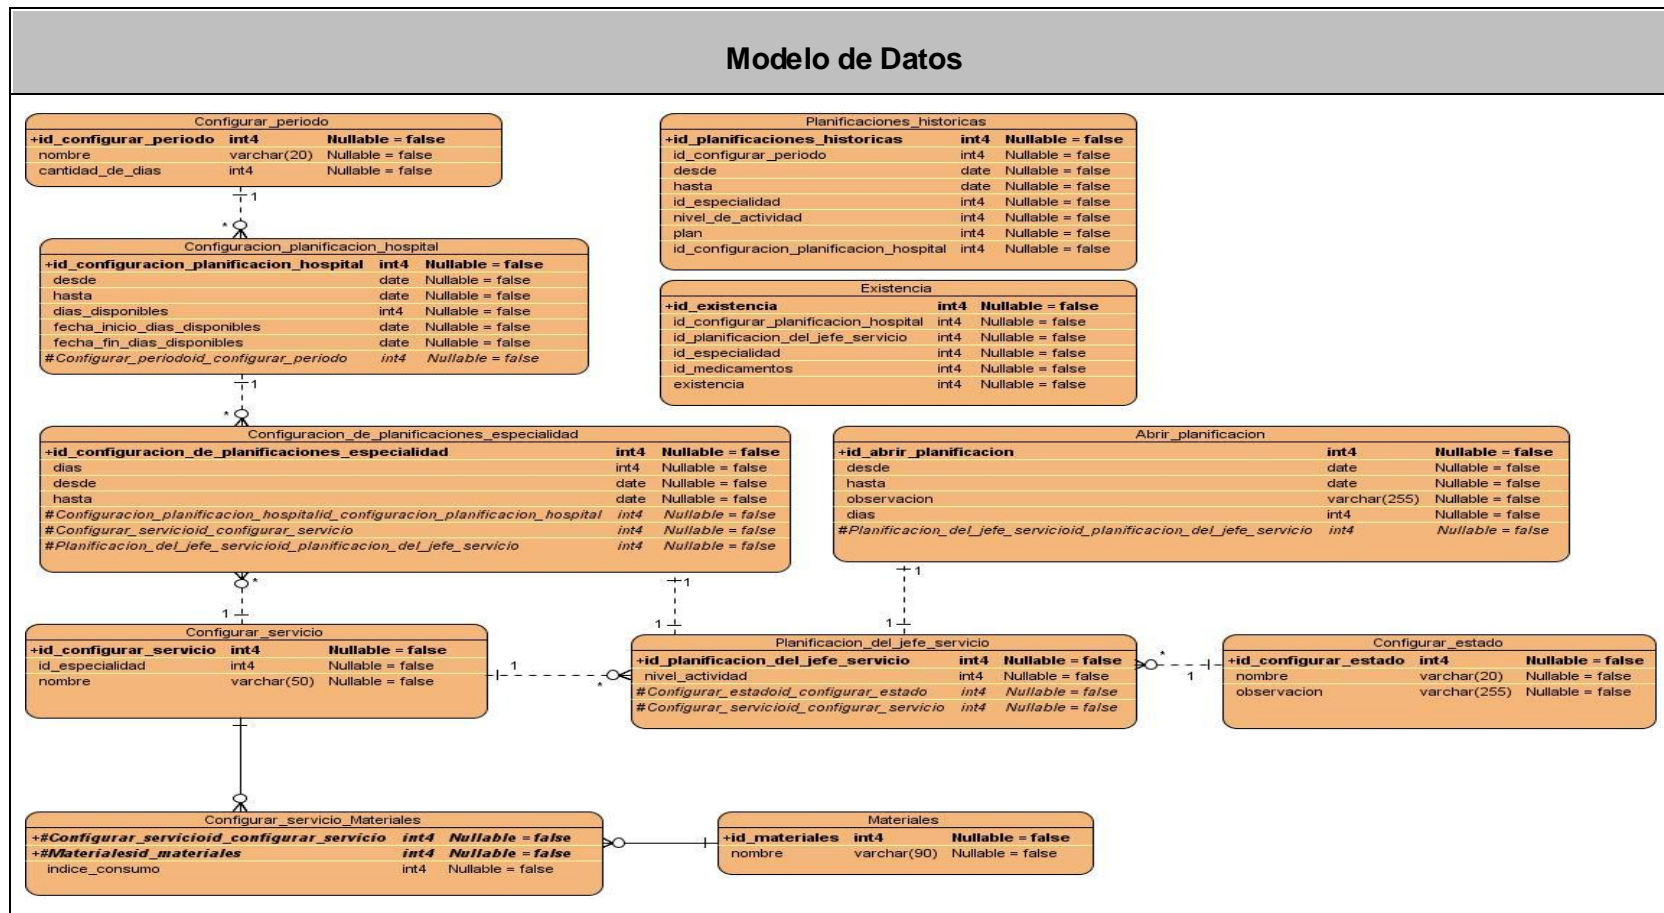 Modelo de Datos
Configurar_periodo
+id_configurar_periodo int4 Nullable = false
nombre varchar(20) Nullable = false
cantidad_de_dias int4 Nullable = false
1
*
Configuracion_planificacion_hospital
+id_configuracion_planificacion_hospital int4 Nullable = false
desde date Nullable = false
hasta date Nullable = false
dias_disponibles int4 Nullable = false
fecha_inicio_dias_disponibles date Nullable = false
fecha_fin_dias_disponibles date Nullable = false
#Configurar_periodoid_configurar_periodo int4 Nullable = false
1
*
Planificaciones_historicas
+id_planificaciones_historicas int4 Nullable = false
id_configurar_periodo int4 Nullable = false
desde date Nullable = false
hasta date Nullable = false
id_especialidad int4 Nullable = false
nivel_de_actividad int4 Nullable = false
plan int4 Nullable = false
id_configuracion_planificacion_hospital int4 Nullable = false
Existencia
+id_existencia int4 Nullable = false
id_configurar_planificacion_hospital int4 Nullable = false
id_planificacion_del_jefe_servicio int4 Nullable = false
id_especialidad int4 Nullable = false
id_medicamentos int4 Nullable = false
existencia int4 Nullable = false
Configuracion_de_planificaciones_especialidad
+id_configuracion_de_planificaciones_especialidad int4 Nullable = false
dias int4 Nullable = false
desde date Nullable = false
hasta date Nullable = false
#Configuracion_planificacion_hospitalid_configuracion_planificacion_hospital int4 Nullable = false
#Configurar_servicioid_configurar_servicio int4 Nullable = false
#Planificacion_del_jefe_servicioid_planificacion_del_jefe_servicio int4 Nullable = false
Abrir_planificacion
+id_abrir_planificacion int4 Nullable = false
desde date Nullable = false
hasta date Nullable = false
observacion varchar(255) Nullable = false
dias int4 Nullable = false
#Planificacion_del_jefe_servicioid_planificacion_del_jefe_servicio int4 Nullable = false
*
1
1
1
1
1
Configurar_servicio
+id_configurar_servicio int4 Nullable = false
id_especialidad int4 Nullable = false
nombre varchar(50) Nullable = false
1
*
Planificacion_del_jefe_servicio
+id_planificacion_del_jefe_servicio int4 Nullable = false
nivel_actividad int4 Nullable = false
#Configurar_estadoid_configurar_estado int4 Nullable = false
#Configurar_servicioid_configurar_servicio int4 Nullable = false
*
1
Configurar_estado
+id_configurar_estado int4 Nullable = false
nombre varchar(20) Nullable = false
observacion varchar(255) Nullable = false
Configurar_servicio_Materiales
+#Configurar_servicioid_configurar_servicio int4 Nullable = false
+#Materialesid_materiales int4 Nullable = false
indice_consumo int4 Nullable = false
Materiales
+id_materiales int4 Nullable = false
nombre varchar(90) Nullable = false